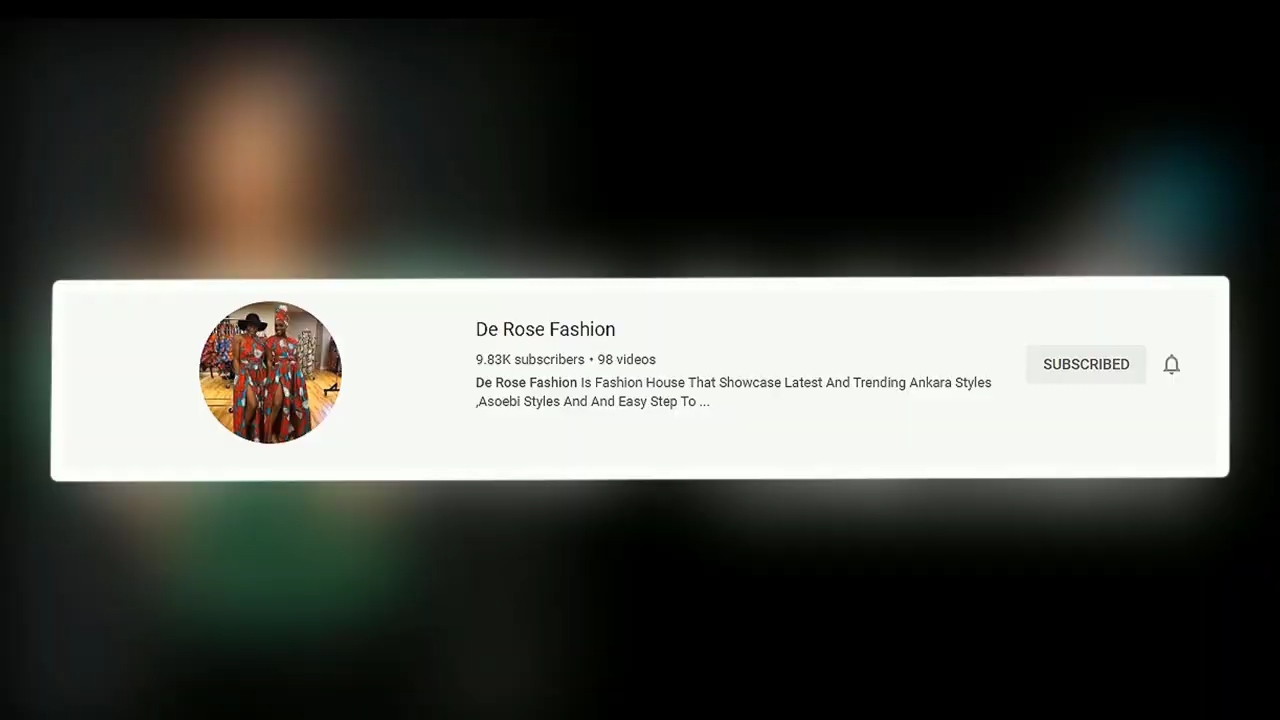 De Rose Fashion
9.83K subscribers • 98 videos
De Rose Fashion Is Fashion House That Showcase Latest And Trending Ankara Styles
,Asoebi Styles And And Easy Step To ...
SUBSCRIBED